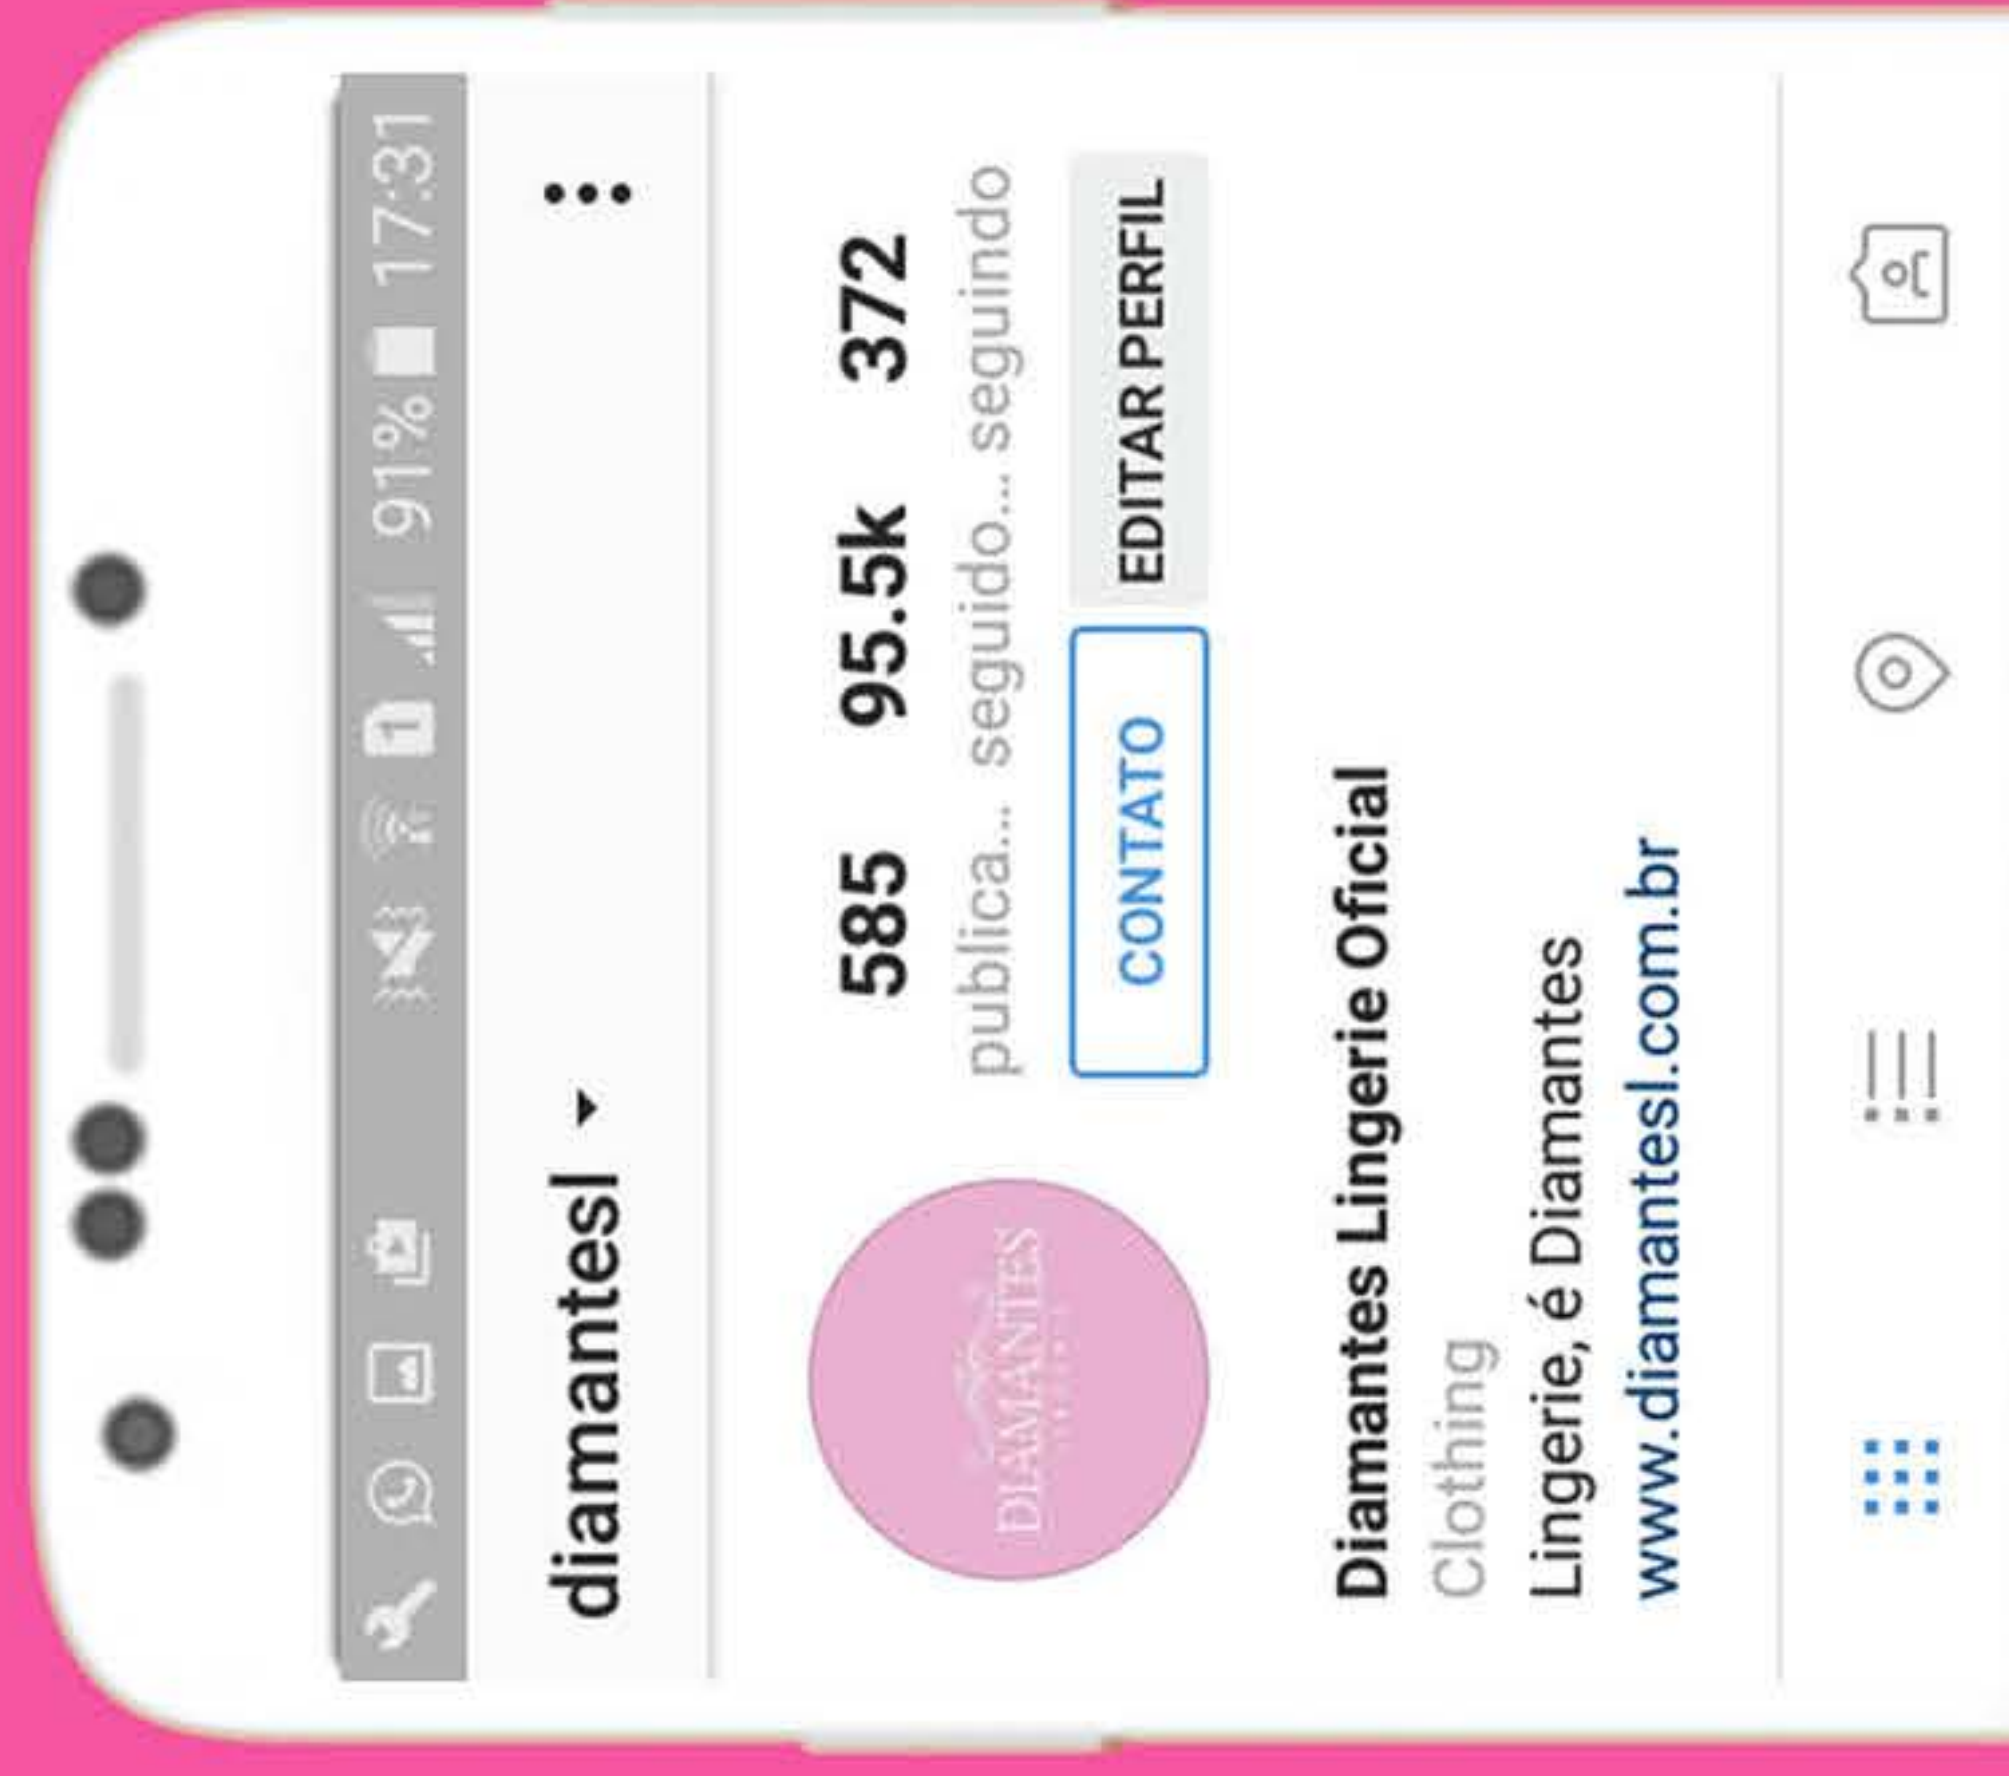 91% 17:31
diamantesl
585 95.5k 372
publica... seguido... seguindo
CONTATO EDITAR PERFIL
DIAMANTES
Diamantes Lingerie Oficial
Clothing
Lingerie, é Diamantes
www.diamantesl.com.br